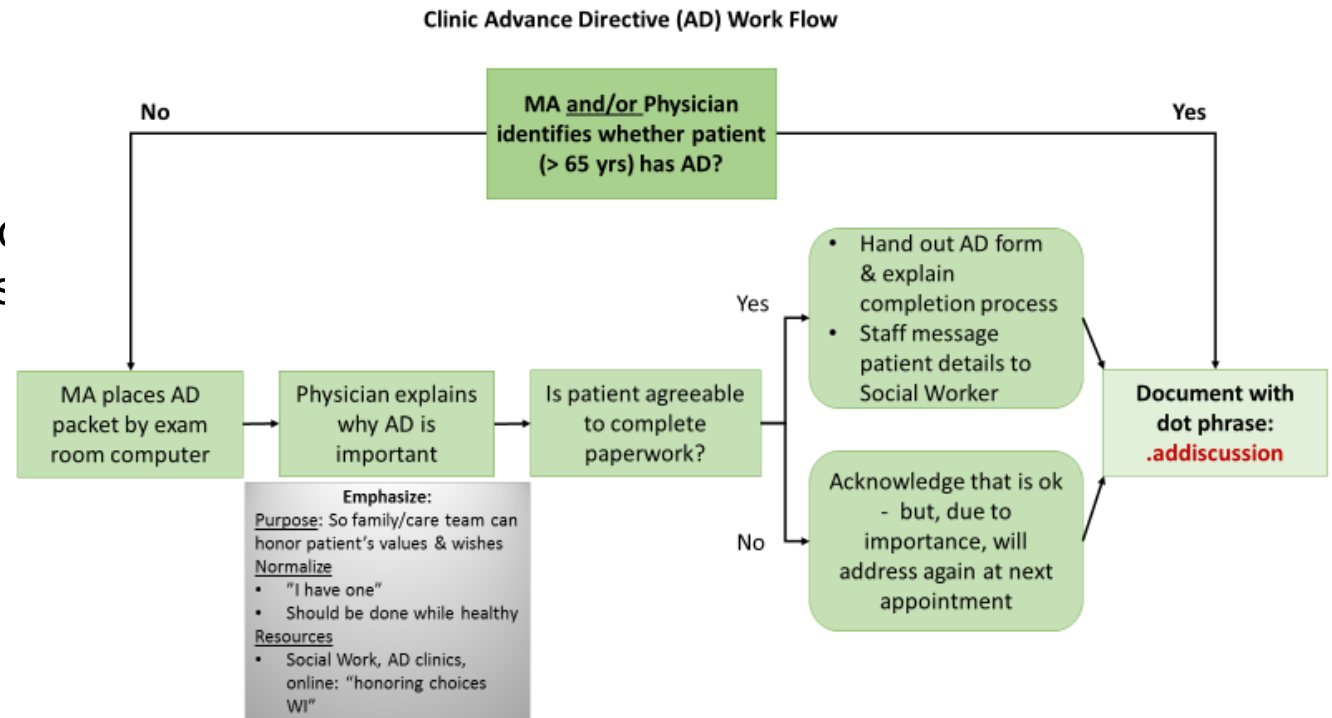 Clinic Advance Directive (AD) Work Flow
No
MA and/or Physician
identifies whether patient
(> 65 yrs) has AD?
Yes
MA places AD
packet by exam
room computer
Physician explains
why AD is
important
Emphasize:
Purpose: So family/care team can
honor patient's values & wishes
Normalize
• "I have one"
• Should be done while healthy
Resources
• Social Work, AD clinics,
online: "honoring choices
WI"
Is patient agreeable
to complete
paperwork?
Yes
• Hand out AD form
& explain
completion process
• Staff message
patient details to
Social Worker
No
Acknowledge that is ok
- but, due to
importance, will
address again at next
appointment
Document with
dot phrase:
.addiscussion